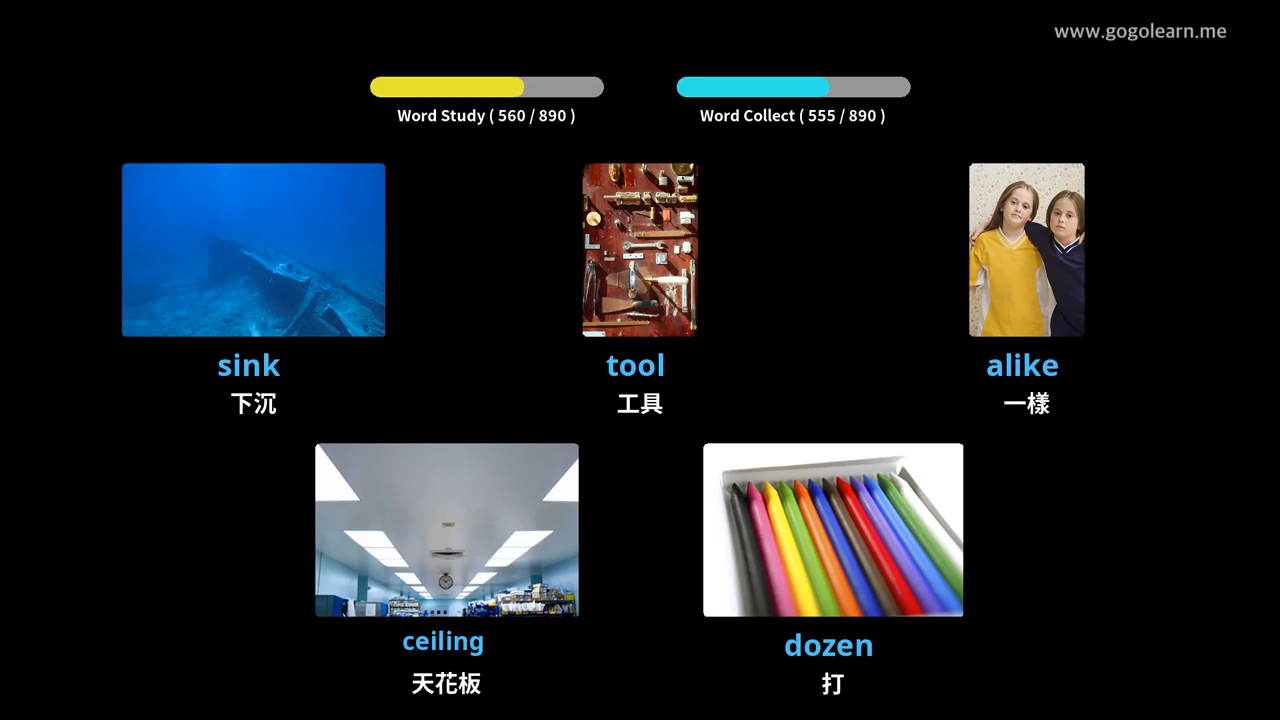 www.gogolearn.me
Word Study ( 560 / 890 )
Word Collect ( 555 / 890 )
sink
下沉
tool
工具
alike
一樣
ceiling
天花板
dozen
打